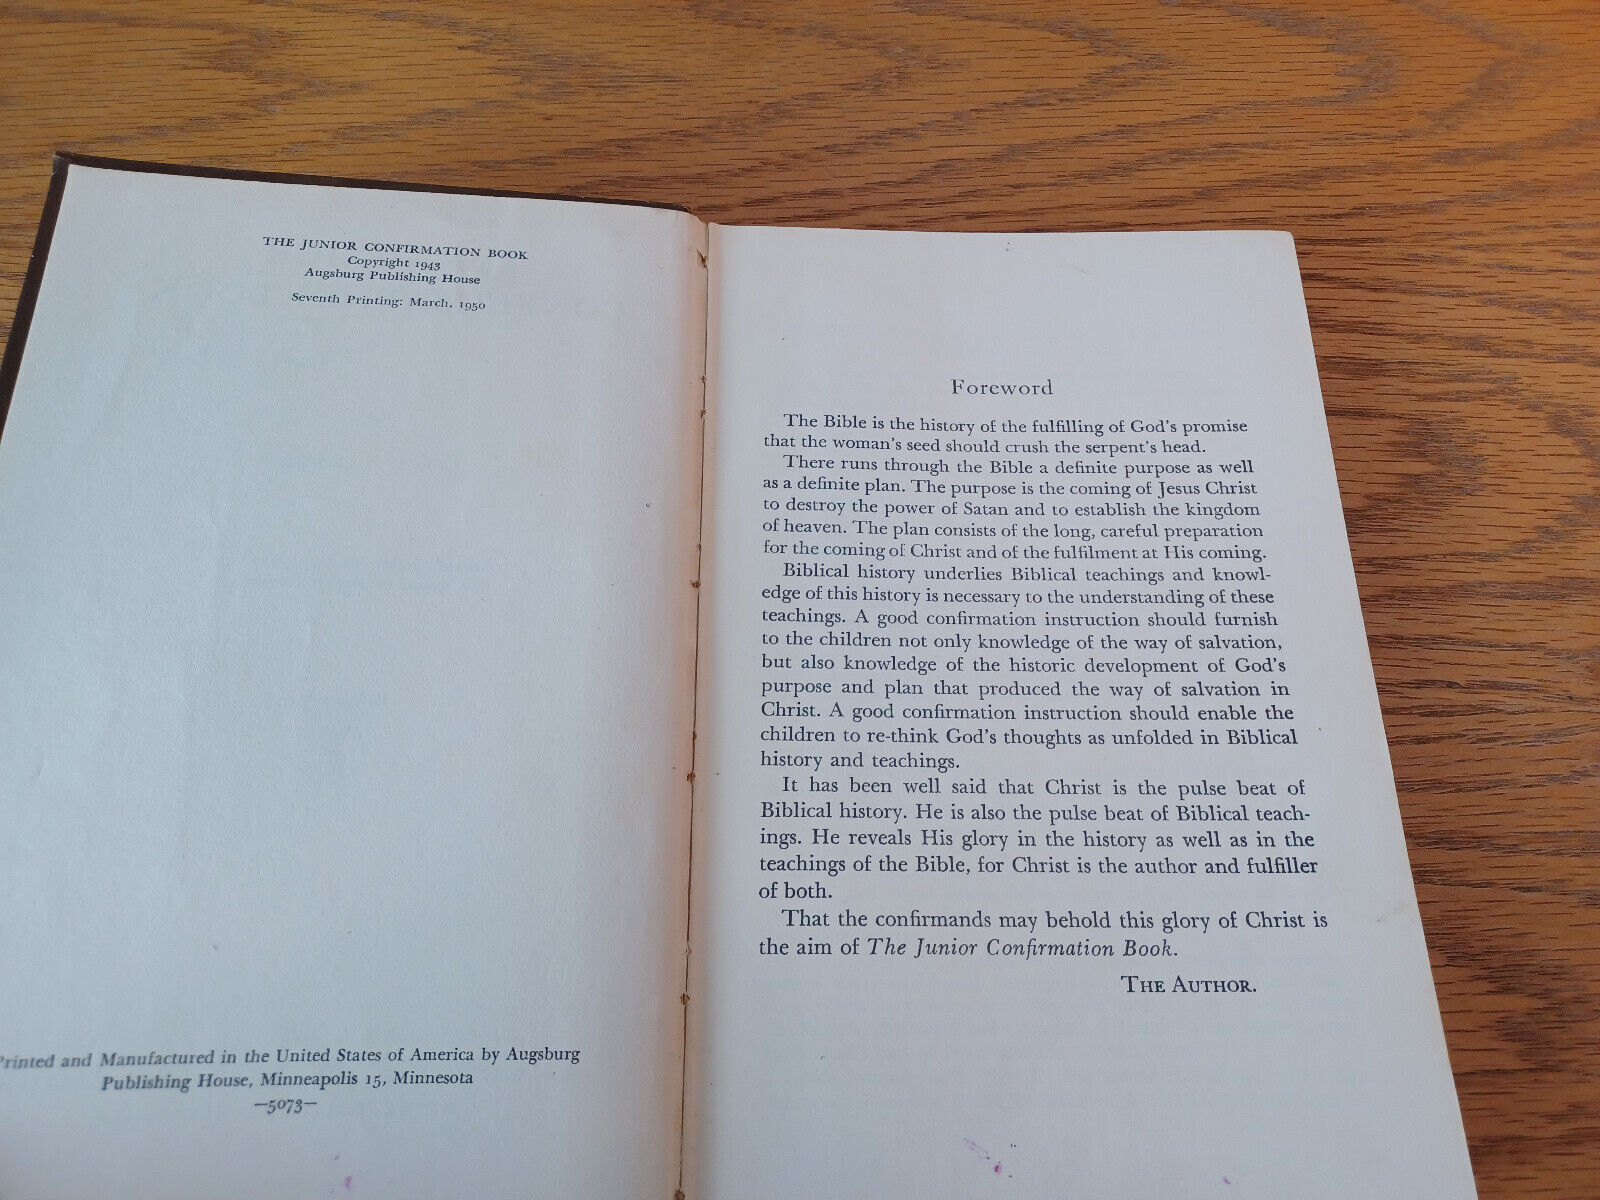 THE JUNIOR CONFIRMATION BOOK
Copyright 1943
Augsburg Publishing House
Seventh Printing: March, 1950
Printed and Manufactured in the United States of America by Augsburg
Publishing House, Minneapolis 15, Minnesota
—5073—
Foreword
The Bible is the history of the fulfilling of God's promise
that the woman's seed should crush the serpent's head.
There runs through the Bible a definite purpose as well
as a definite plan. The purpose is the coming of Jesus Christ
to destroy the power of Satan and to establish the kingdom
of heaven. The plan consists of the long, careful preparation
for the coming of Christ and of the fulfilment at His coming.
Biblical history underlies Biblical teachings and knowl-
edge of this history is necessary to the understanding of these
teachings. A good confirmation instruction should furnish
to the children not only knowledge of the way of salvation,
but also knowledge of the historic development of God's
purpose and plan that produced the way of salvation in
Christ. A good confirmation instruction should enable the
children to re-think God's thoughts as unfolded in Biblical
history and teachings.
It has been well said that Christ is the pulse beat of
Biblical history. He is also the pulse beat of Biblical teach-
ings. He reveals His glory in the history as well as in the
teachings of the Bible, for Christ is the author and fulfiller
of both.
That the confirmands may behold this glory of Christ is
the aim of The Junior Confirmation Book.
THE AUTHOR.